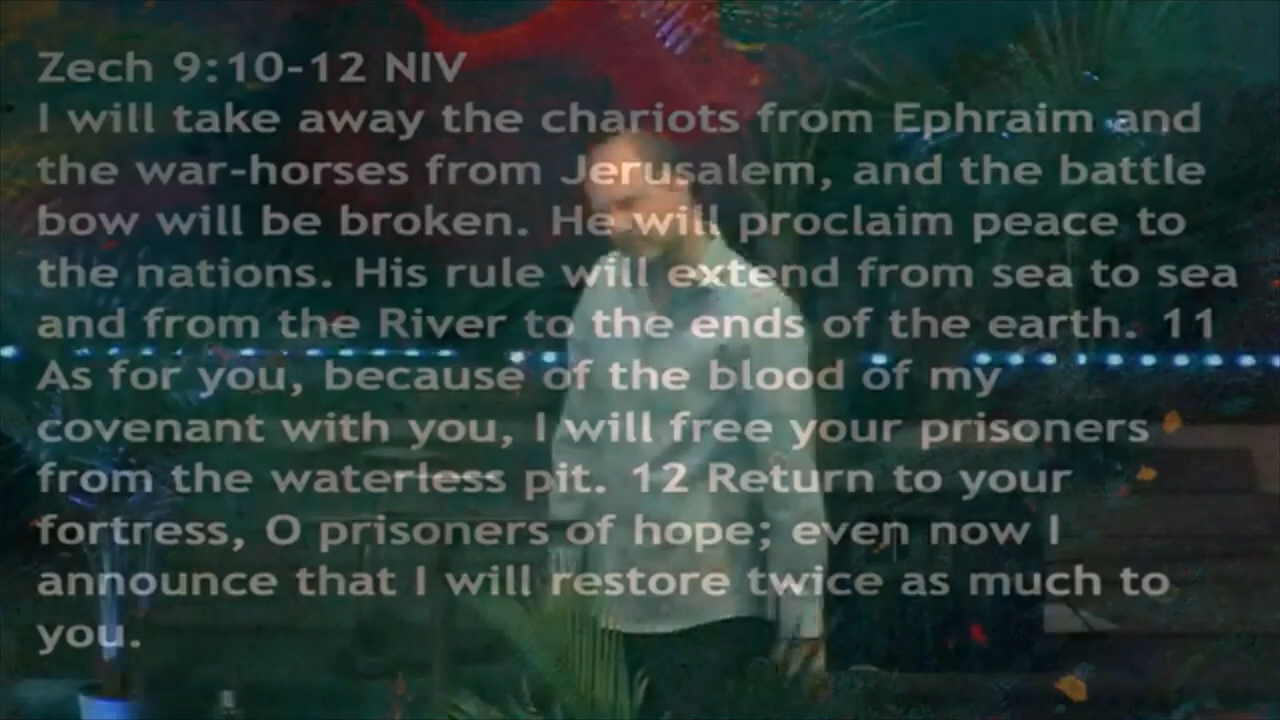 Zech 9:10-12 NIV
I will take away the chariots from Ephraim and
the war-horses from Jerusalem, and the battle
bow will be broken. He will proclaim peace to
the nations. His rule will extend from sea to sea
and from the River to the ends of the earth. 11
As for you, because of the blood of my
covenant with you, I will free your prisoners
from the waterless pit. 12 Return to your
fortress, O prisoners of hope; even now I
announce that I will restore twice as much to
you.